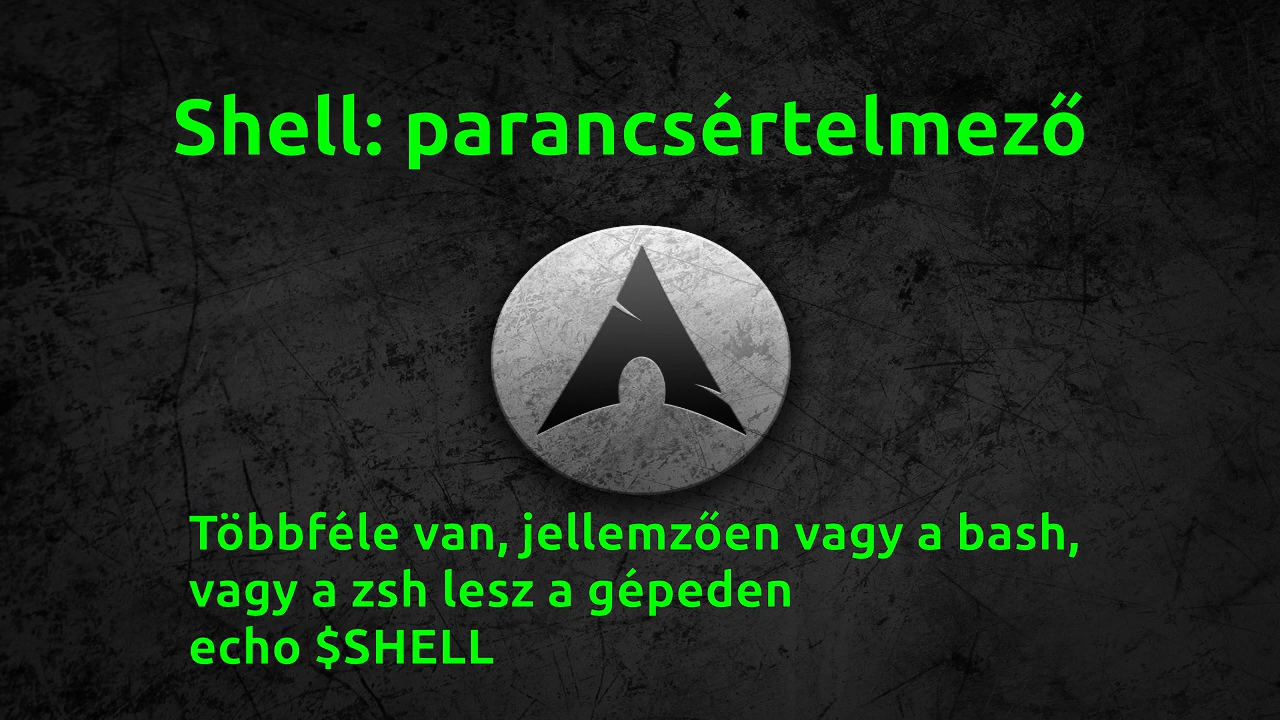 Shell: parancsértelmező
Többféle van, jellemzően vagy a bash,
vagy a zsh lesz a gépeden
echo $SHELL